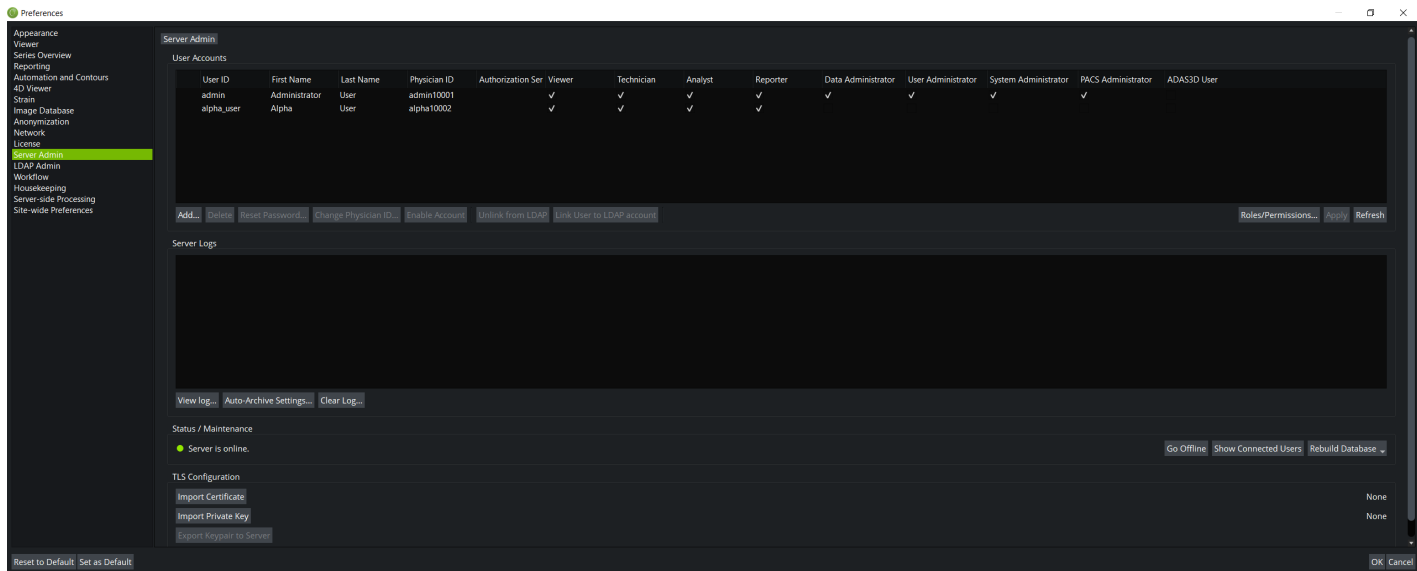 Preferences
Appearance
Viewer
Series Overview
Reporting
Automation and Contours
4D Viewer
Strain
Image Database
Anonymization
Network
License
Server Admin
LDAP Admin
Workflow
Housekeeping
Server-side Processing
Site-wide Preferences
Server Admin
User Accounts
User ID First Name Last Name Physician ID Authorization Ser Viewer Technician Analyst Reporter Data Administrator User Administrator System Administrator PACS Administrator ADAS3D User
admin Administrator User admin10001 ✓ ✓ ✓ ✓ ✓ ✓ ✓ ✓
alpha_user Alpha User alpha10002 ✓ ✓ ✓ ✓
Add... Delete Reset Password... Change Physician ID... Enable Account Unlink from LDAP Link User to LDAP account Roles/Permissions... Apply Refresh
Server Logs
View log... Auto-Archive Settings... Clear Log...
Status / Maintenance
Server is online. Go Offline Show Connected Users Rebuild Database
TLS Configuration
Import Certificate None
Import Private Key None
Export Keypair to Server
Reset to Default Set as Default OK Cancel